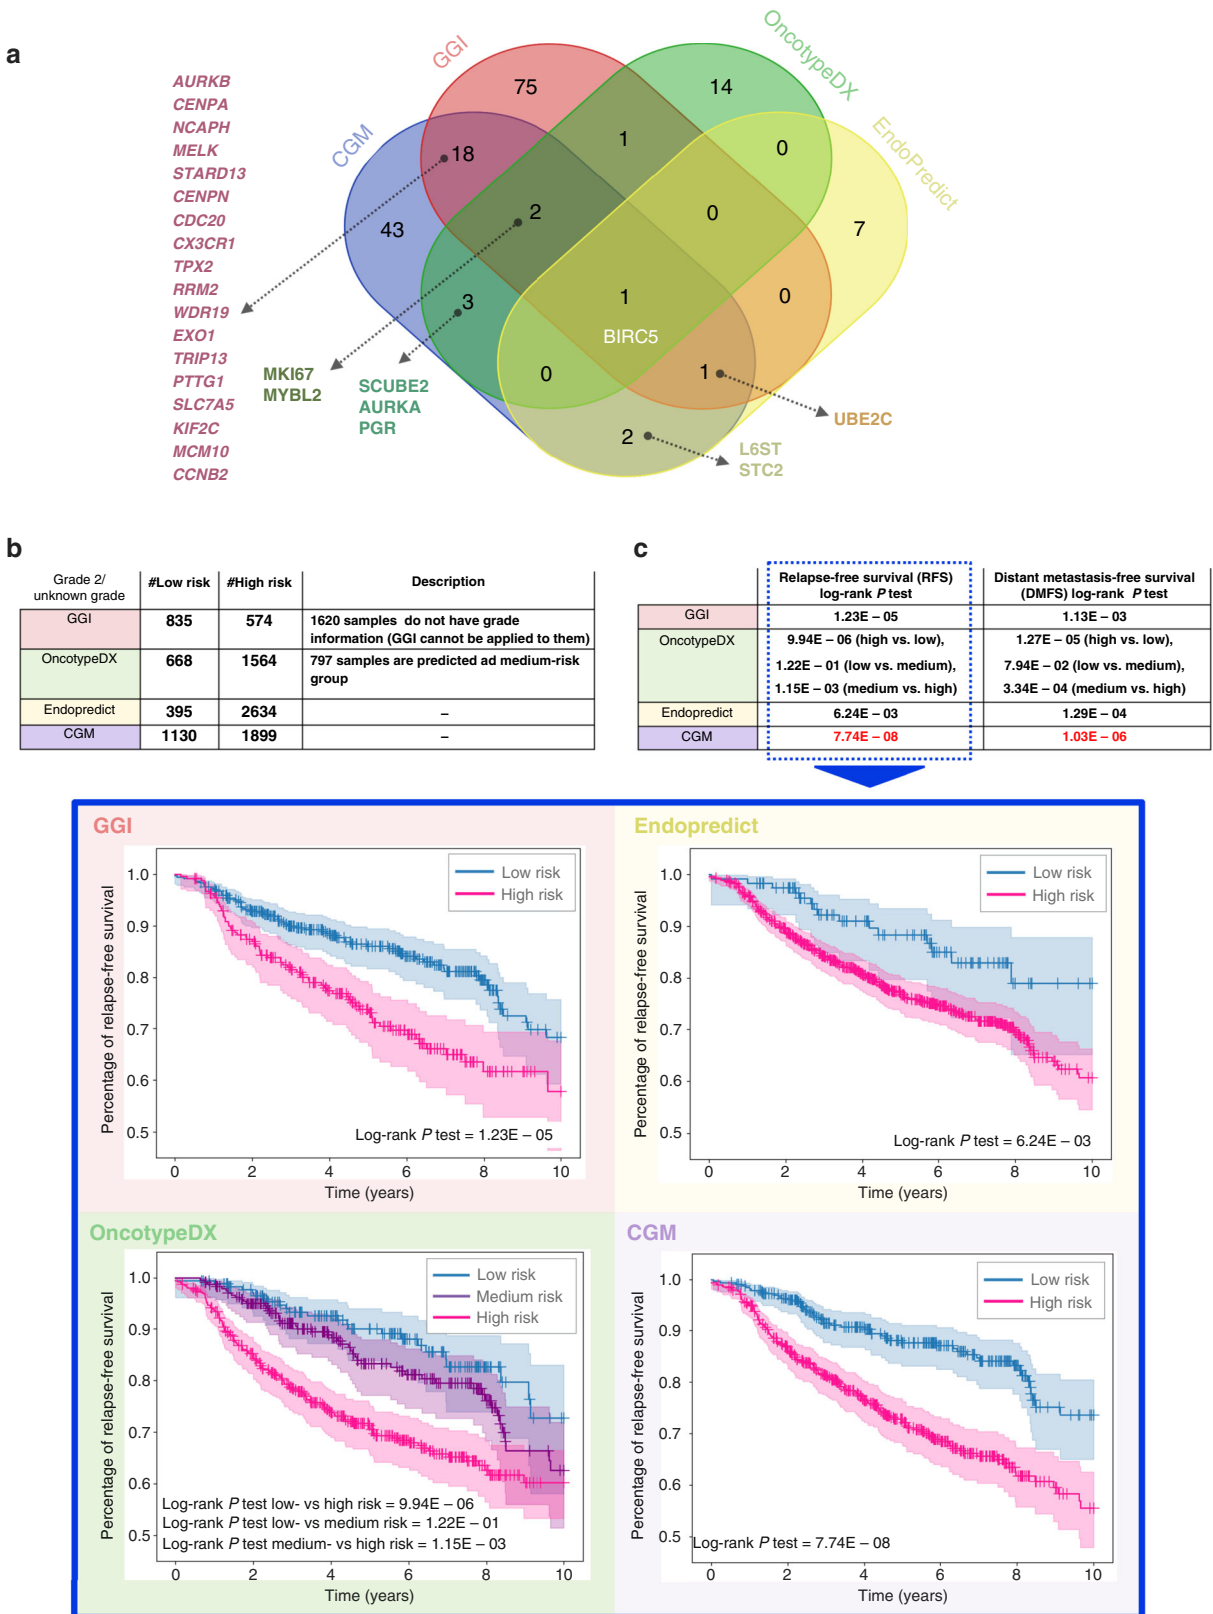 a
GGI
OncotypeDX
CGM
EndoPredict
75
14
1
0
18
2
0
7
43
3
1
0
BIRC5
0
1
2
AURKB
CENPA
NCAPH
MELK
STARD13
CENPN
CDC20
CX3CR1
TPX2
RRM2
WDR19
EXO1
TRIP13
PTTG1
SLC7A5
KIF2C
MCM10
CCNB2
MKI67
MYBL2
SCUBE2
AURKA
PGR
UBE2C
L6ST
STC2
b
Grade 2/ unknown grade #Low risk #High risk Description
GGI 835 574 1620 samples do not have grade
information (GGI cannot be applied to them)
OncotypeDX 668 1564 797 samples are predicted ad medium-risk
group
Endopredict 395 2634 –
CGM 1130 1899 –
c
Relapse-free survival (RFS) Distant metastasis-free survival
log-rank P test (DMFS) log-rank P test
GGI 1.23E – 05 1.13E – 03
OncotypeDX 9.94E – 06 (high vs. low), 1.27E – 05 (high vs. low),
1.22E – 01 (low vs. medium), 7.94E – 02 (low vs. medium),
1.15E – 03 (medium vs. high) 3.34E – 04 (medium vs. high)
Endopredict 6.24E – 03 1.29E – 04
CGM 7.74E – 08 1.03E – 06
GGI
Percentage of relapse-free survival
1.0
0.9
0.8
0.7
0.6
0.5
Low risk
High risk
Log-rank P test = 1.23E – 05
0 2 4 6 8 10
Time (years)
Endopredict
Percentage of relapse-free survival
1.0
0.9
0.8
0.7
0.6
0.5
Low risk
High risk
Log-rank P test = 6.24E – 03
0 2 4 6 8 10
Time (years)
OncotypeDX
Percentage of relapse-free survival
1.0
0.9
0.8
0.7
0.6
0.5
Low risk
Medium risk
High risk
Log-rank P test low- vs high risk = 9.94E – 06
Log-rank P test low- vs medium risk = 1.22E – 01
Log-rank P test medium- vs high risk = 1.15E – 03
0 2 4 6 8 10
Time (years)
CGM
Percentage of relapse-free survival
1.0
0.9
0.8
0.7
0.6
0.5
Low risk
High risk
Log-rank P test = 7.74E – 08
0 2 4 6 8 10
Time (years)